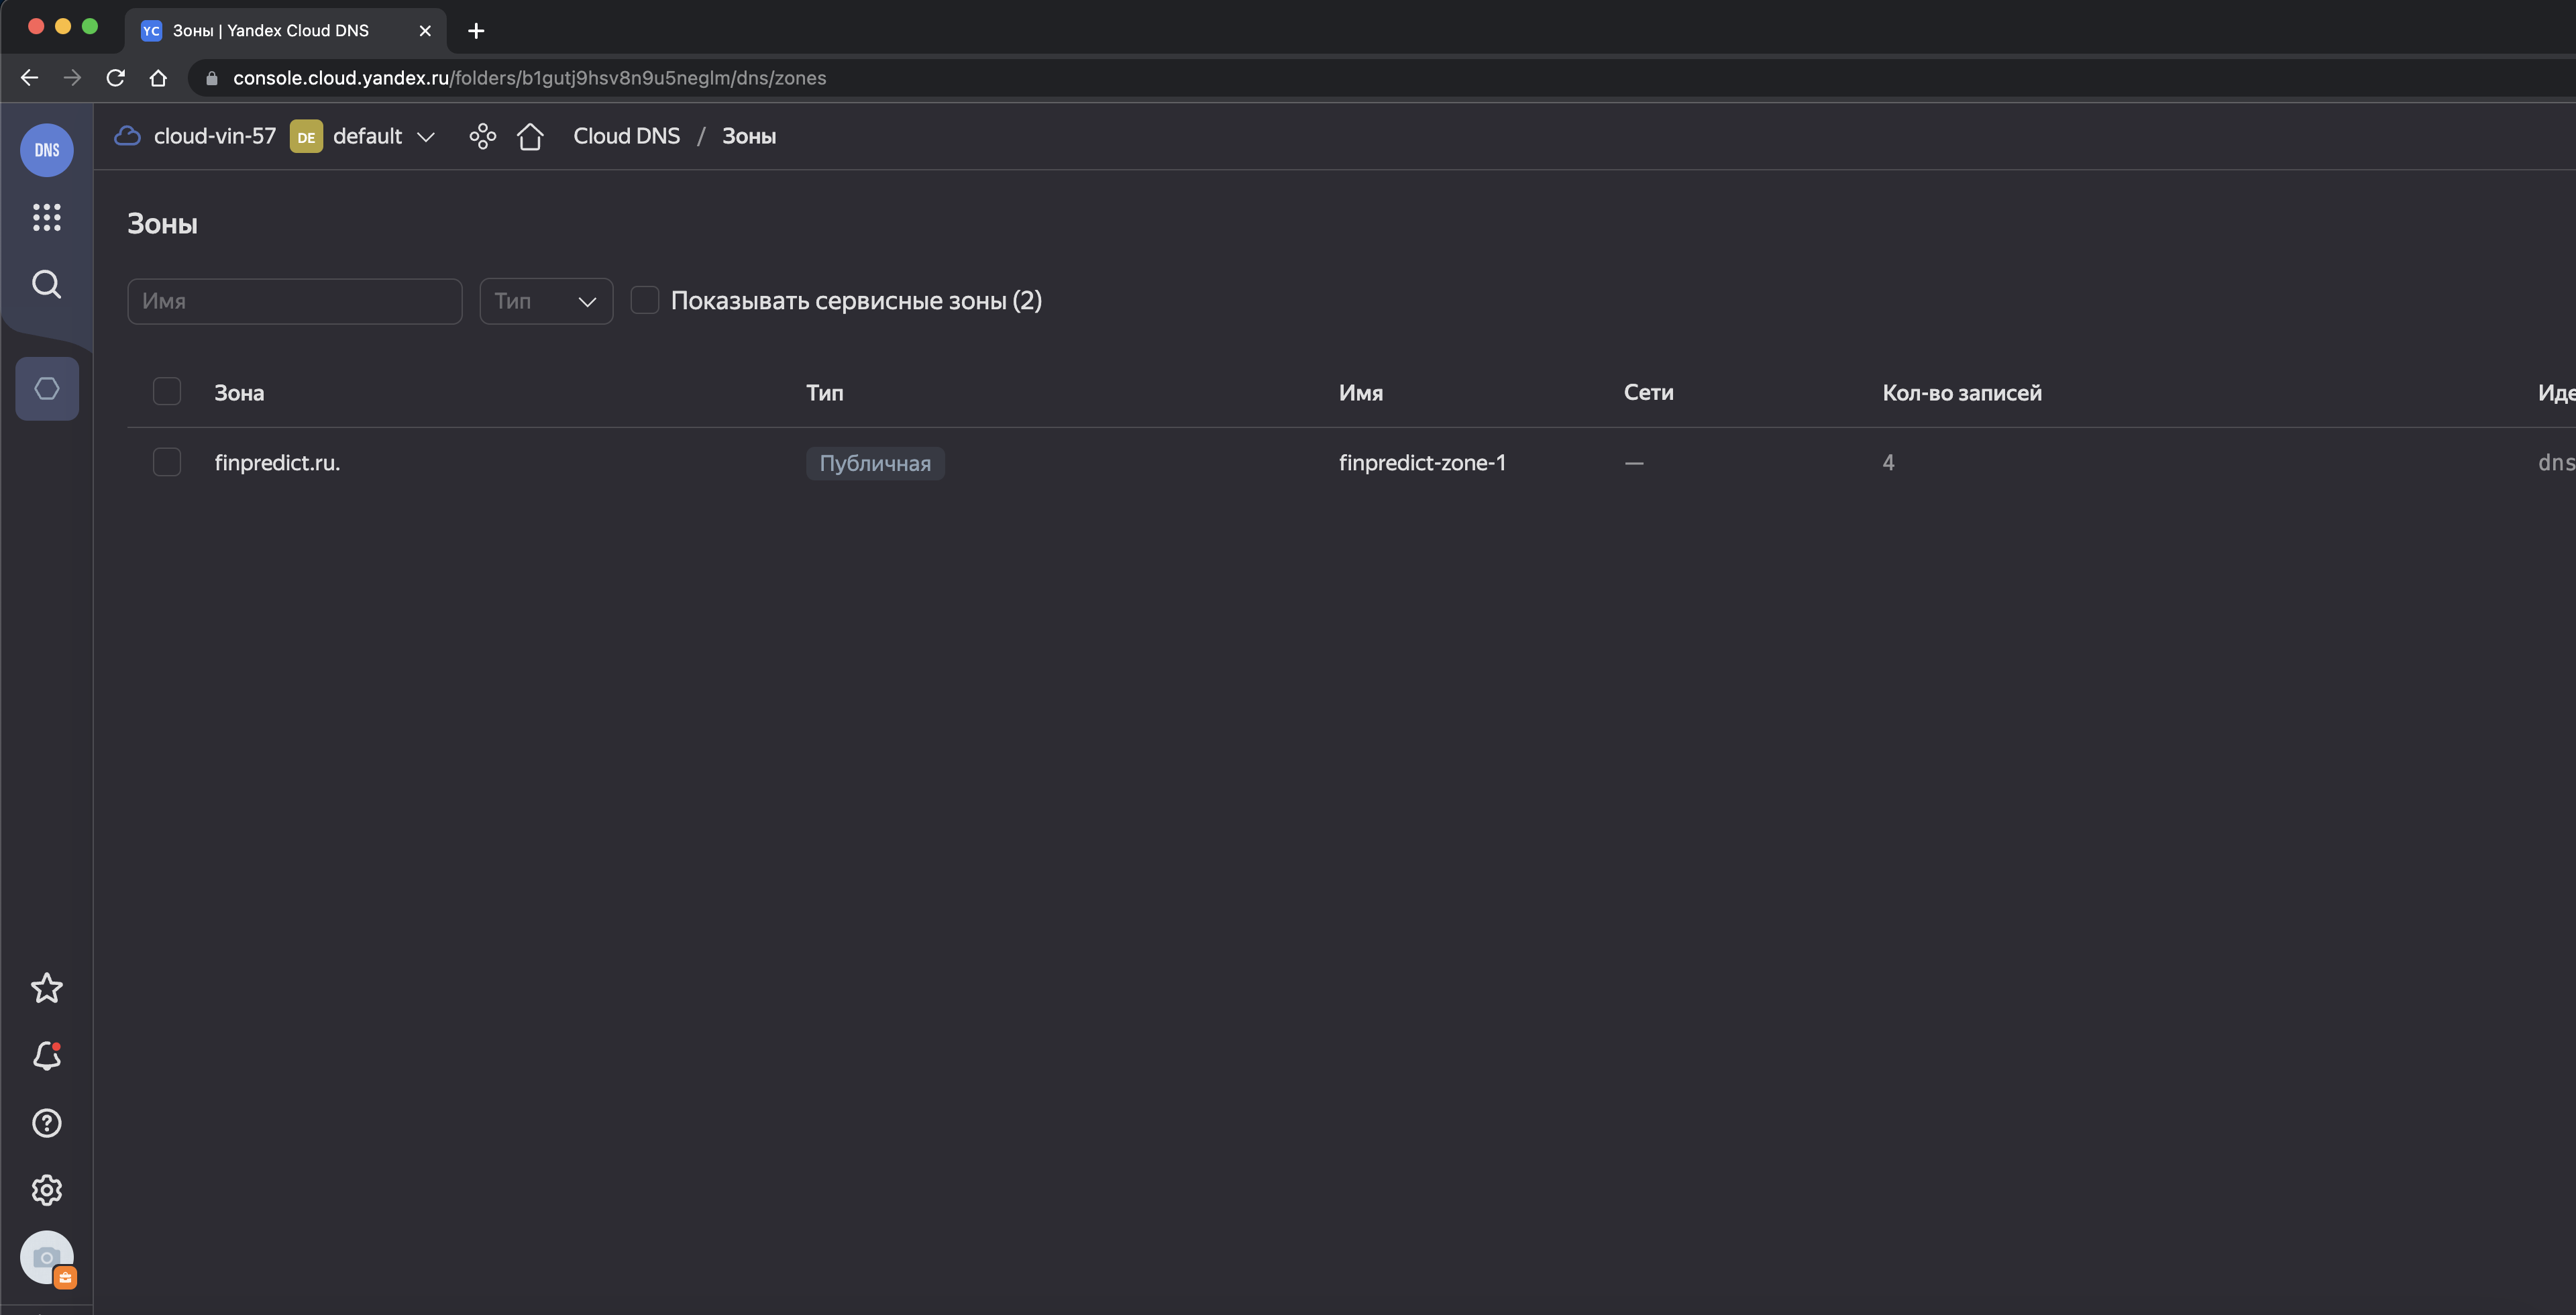 YC Зоны | Yandex Cloud DNS
console.cloud.yandex.ru/folders/b1gutj9hsv8n9u5neglm/dns/zones
DNS
cloud-vin-57 DE default Cloud DNS / Зоны
Зоны
Имя Тип Показывать сервисные зоны (2)
Зона Тип Имя Сети Кол-во записей Иде
finpredict.ru. Публичная finpredict-zone-1 — 4 dns